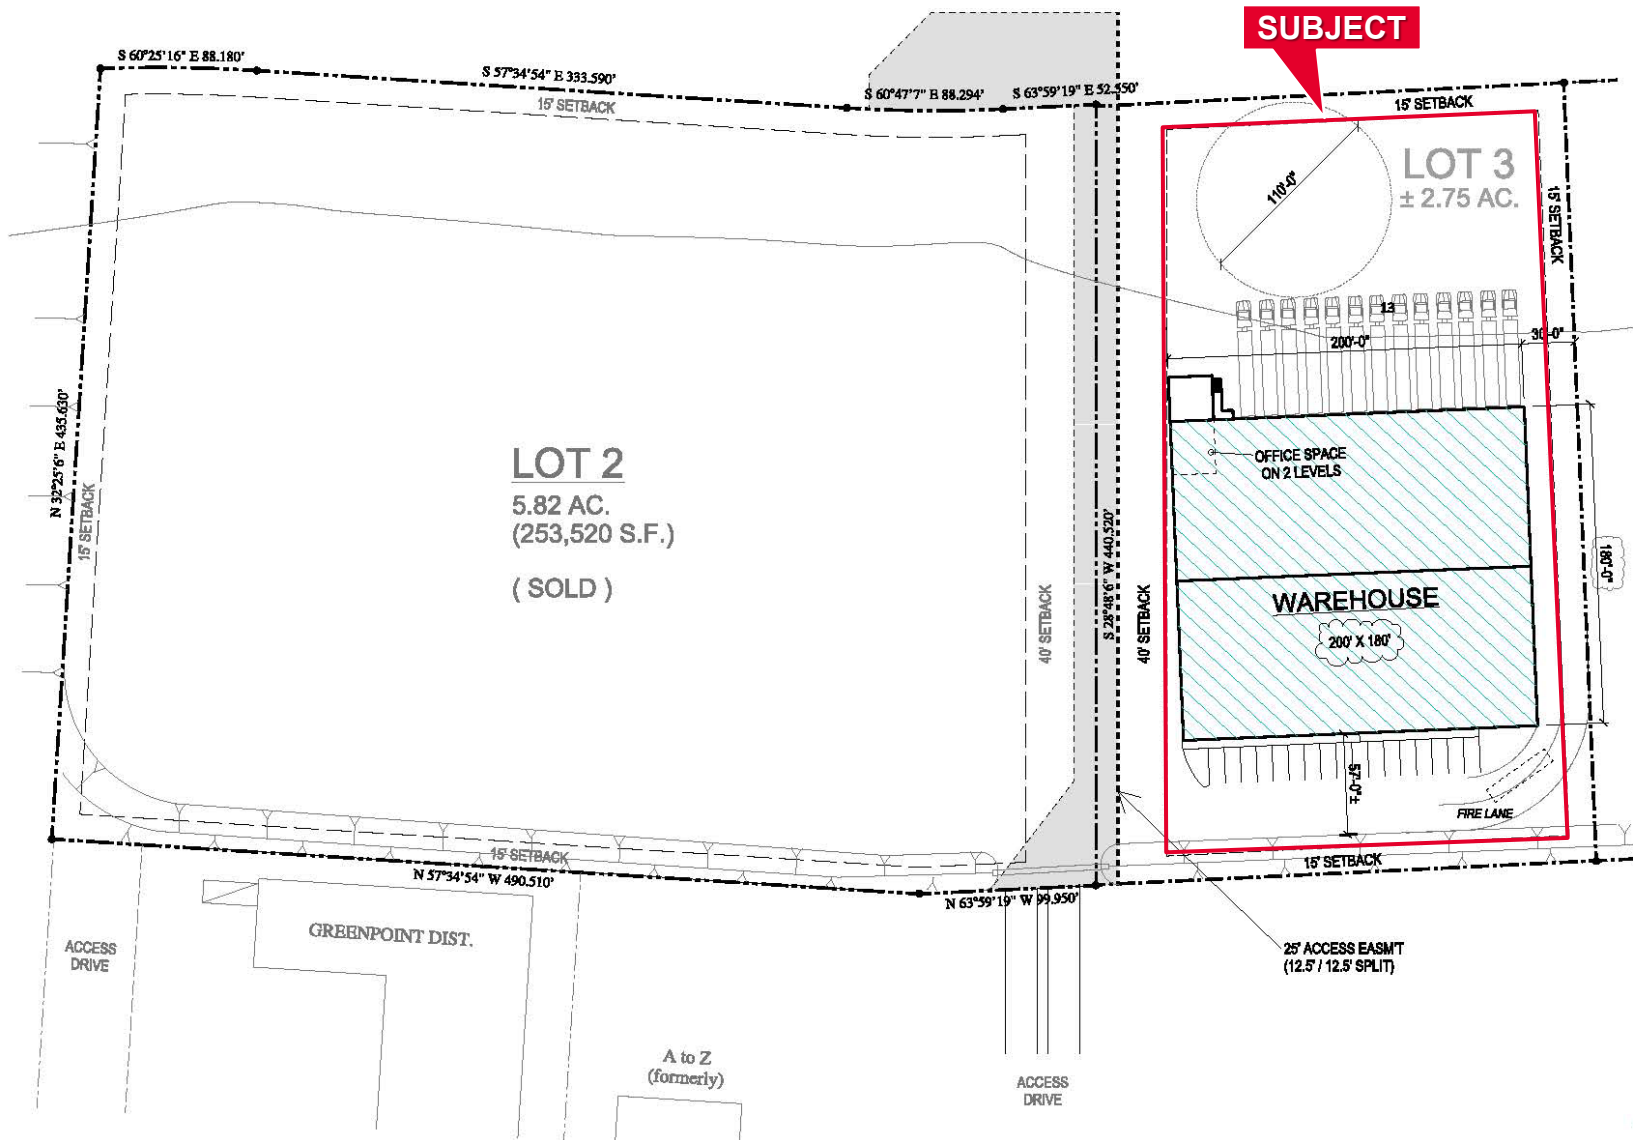 SUBJECT
S 60°25'16" E 88.180'
S 57°34'54" E 333.590'
S 60°47'7" E 88.294'
S 63°59'19" E 52.550'
15' SETBACK
15' SETBACK
LOT 3
± 2.75 AC.
110'-0"
15' SETBACK
13
200'-0"
30'-0"
N 32°25'6" E 435.630'
15' SETBACK
LOT 2
5.82 AC.
(253,520 S.F.)
( SOLD )
OFFICE SPACE
ON 2 LEVELS
S 28°48'6" W 440.520'
40' SETBACK
40' SETBACK
180'-0"
WAREHOUSE
200' X 180'
57'-0" ±
FIRE LANE
15' SETBACK
15' SETBACK
N 57°34'54" W 490.510'
N 63°59'19" W 99.950'
GREENPOINT DIST.
ACCESS
DRIVE
25' ACCESS EASM'T
(12.5' / 12.5' SPLIT)
A to Z
(formerly)
ACCESS
DRIVE